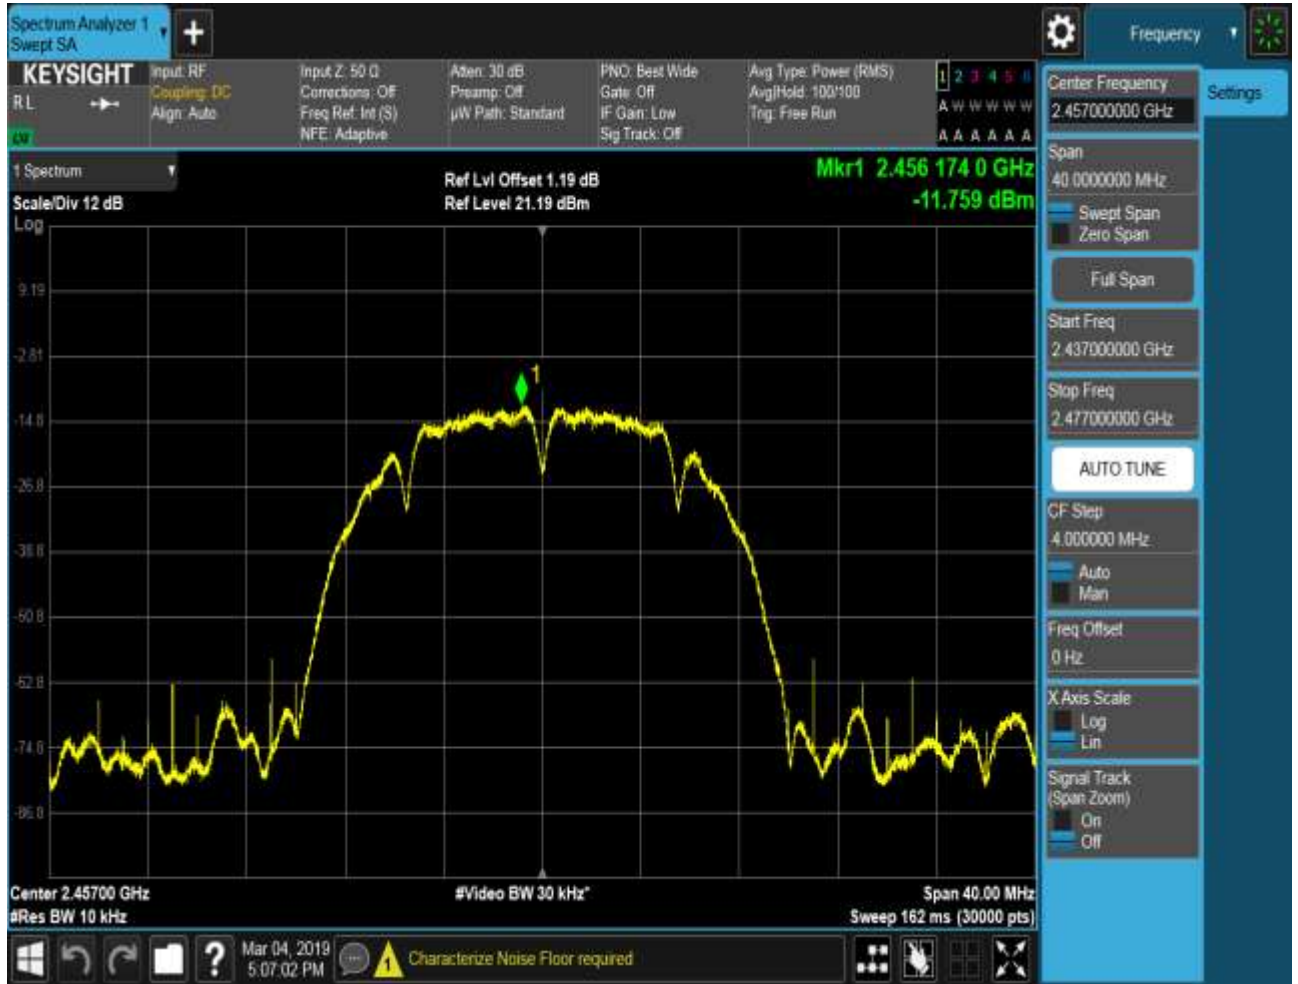 Spectrum Analyzer 1
Swept SA
+
Frequency
KEYSIGHT
R L
Input: RF
Coupling: DC
Align: Auto
Input Z: 50 Ω
Corrections: Off
Freq Ref: Int (S)
NFE: Adaptive
Atten: 30 dB
Preamp: Off
µW Path: Standard
PNO: Best Wide
Gate: Off
IF Gain: Low
Sig Track: Off
Avg Type: Power (RMS)
Avg|Hold: 100/100
Trig: Free Run
1 2 3 4 5 6
A W W W W W
A A A A A A
1 Spectrum
Scale/Div 12 dB
Log
Ref Lvl Offset 1.19 dB
Ref Level 21.19 dBm
Mkr1 2.456 174 0 GHz
-11.759 dBm
9.19
-2.81
-14.8
-26.8
-38.8
-50.8
-62.8
-74.8
-86.8
1
Center 2.45700 GHz
#Res BW 10 kHz
#Video BW 30 kHz*
Span 40.00 MHz
Sweep 162 ms (30000 pts)
Center Frequency
2.457000000 GHz
Settings
Span
40.0000000 MHz
Swept Span
Zero Span
Full Span
Start Freq
2.437000000 GHz
Stop Freq
2.477000000 GHz
AUTO TUNE
CF Step
4.000000 MHz
Auto
Man
Freq Offset
0 Hz
X Axis Scale
Log
Lin
Signal Track
(Span Zoom)
On
Off
?
Mar 04, 2019
5:07:02 PM
1
Characterize Noise Floor required